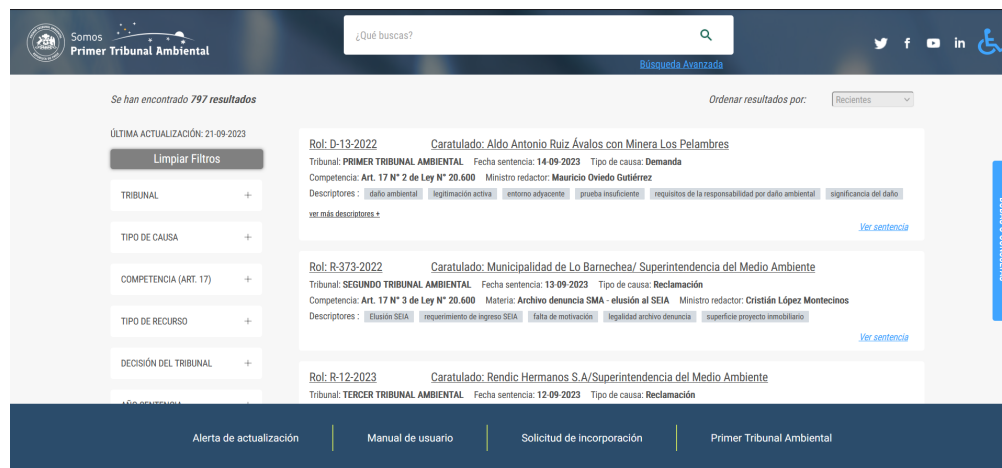 Somos
Primer Tribunal Ambiental
¿Qué buscas?
Búsqueda Avanzada
Se han encontrado 797 resultados
Ordenar resultados por: Recientes
ÚLTIMA ACTUALIZACIÓN: 21-09-2023
Limpiar Filtros
TRIBUNAL +
TIPO DE CAUSA +
COMPETENCIA (ART. 17) +
TIPO DE RECURSO +
DECISIÓN DEL TRIBUNAL +
AÑO SENTENCIA
Rol: D-13-2022 Caratulado: Aldo Antonio Ruiz Ávalos con Minera Los Pelambres
Tribunal: PRIMER TRIBUNAL AMBIENTAL Fecha sentencia: 14-09-2023 Tipo de causa: Demanda
Competencia: Art. 17 N° 2 de Ley N° 20.600 Ministro redactor: Mauricio Oviedo Gutiérrez
Descriptores : daño ambiental legitimación activa entorno adyacente prueba insuficiente requisitos de la responsabilidad por daño ambiental significancia del daño
ver más descriptores +
Ver sentencia
Rol: R-373-2022 Caratulado: Municipalidad de Lo Barnechea/ Superintendencia del Medio Ambiente
Tribunal: SEGUNDO TRIBUNAL AMBIENTAL Fecha sentencia: 13-09-2023 Tipo de causa: Reclamación
Competencia: Art. 17 N° 3 de Ley N° 20.600 Materia: Archivo denuncia SMA - elusión al SEIA Ministro redactor: Cristián López Montecinos
Descriptores : Elusión SEIA requerimiento de ingreso SEIA falta de motivación legalidad archivo denuncia superficie proyecto inmobiliario
Ver sentencia
Rol: R-12-2023 Caratulado: Rendic Hermanos S.A/Superintendencia del Medio Ambiente
Tribunal: TERCER TRIBUNAL AMBIENTAL Fecha sentencia: 12-09-2023 Tipo de causa: Reclamación
Alerta de actualización
Manual de usuario
Solicitud de incorporación
Primer Tribunal Ambiental